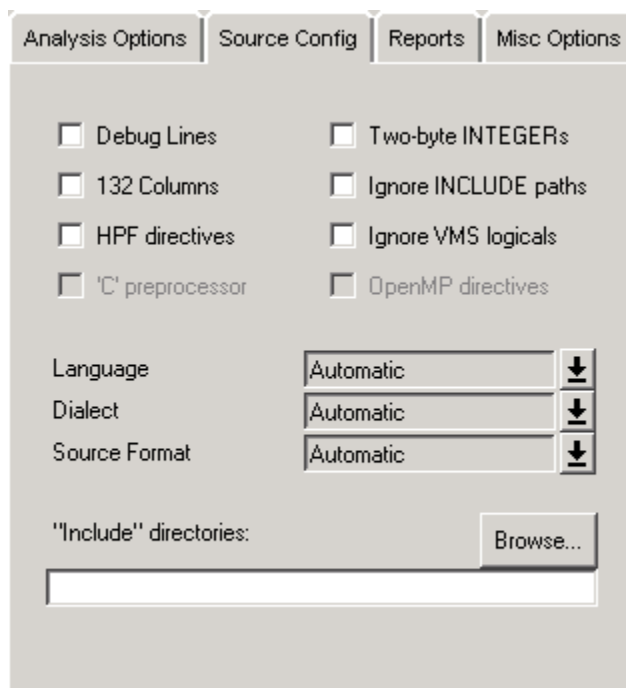 Analysis Options Source Config Reports Misc Options
Debug Lines Two-byte INTEGERs
132 Columns Ignore INCLUDE paths
HPF directives Ignore VMS logicals
'C' preprocessor OpenMP directives
Language Automatic
Dialect Automatic
Source Format Automatic
"Include" directories: Browse...